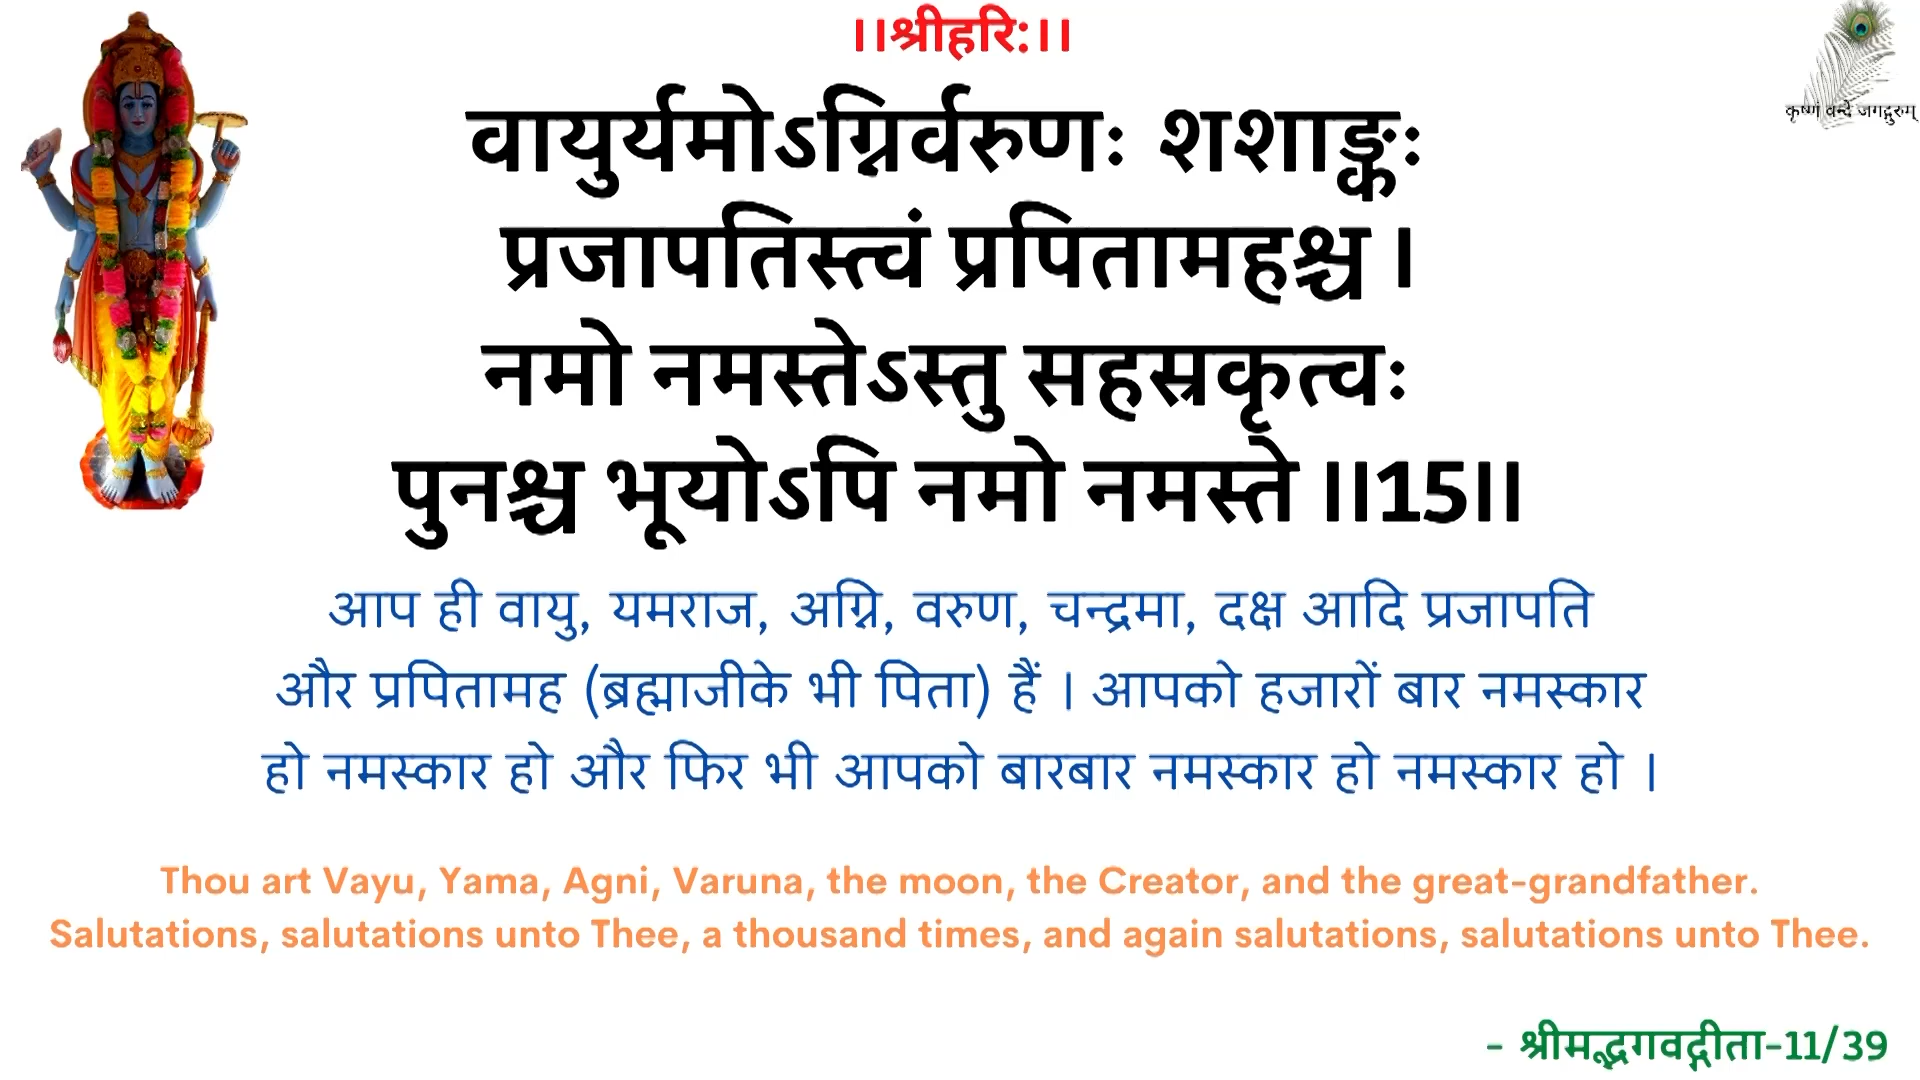 ।।श्रीहरि:।।
कृष्णं वन्दे जगद्गुरुम्
वायुर्यमोऽग्निर्वरुणः शशाङ्कः
प्रजापतिस्त्वं प्रपितामहश्च ।
नमो नमस्तेऽस्तु सहस्रकृत्वः
पुनश्च भूयोऽपि नमो नमस्ते ॥15॥
आप ही वायु, यमराज, अग्नि, वरुण, चन्द्रमा, दक्ष आदि प्रजापति
और प्रपितामह (ब्रह्माजीके भी पिता) हैं । आपको हजारों बार नमस्कार
हो नमस्कार हो और फिर भी आपको बारबार नमस्कार हो नमस्कार हो ।
Thou art Vayu, Yama, Agni, Varuna, the moon, the Creator, and the great-grandfather.
Salutations, salutations unto Thee, a thousand times, and again salutations, salutations unto Thee.
- श्रीमद्भगवद्गीता-11/39